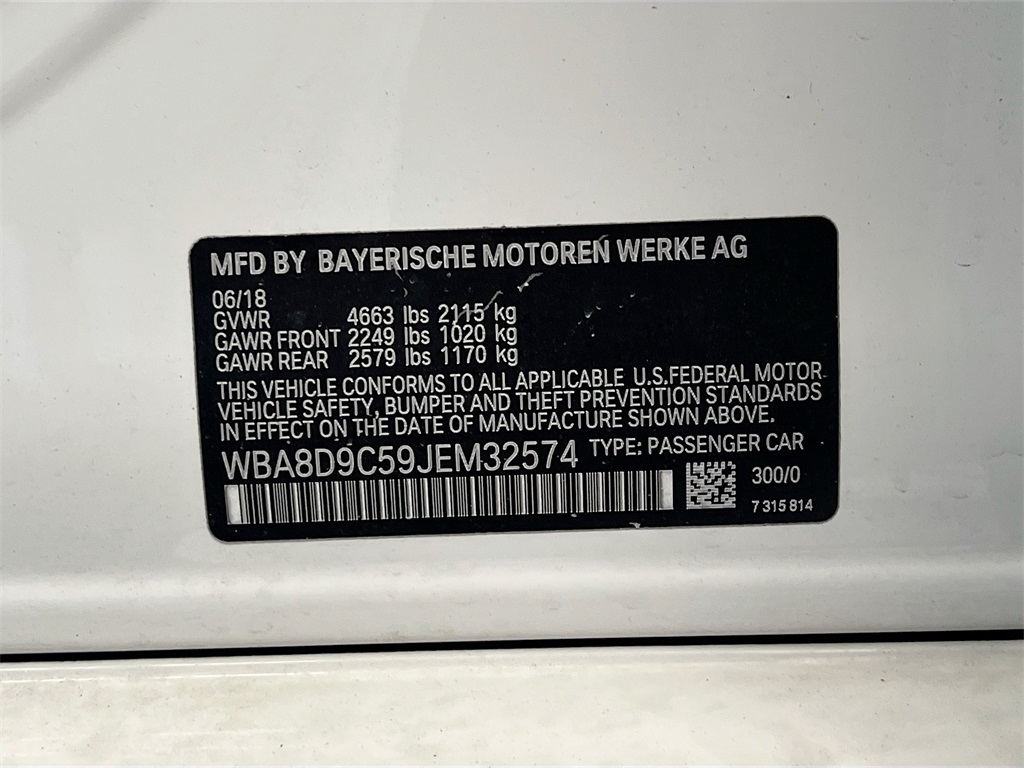 MFD BY BAYERISCHE MOTOREN WERKE AG
06/18
GVWR 4663 lbs 2115 kg
GAWR FRONT 2249 lbs 1020 kg
GAWR REAR 2579 lbs 1170 kg
THIS VEHICLE CONFORMS TO ALL APPLICABLE U.S.FEDERAL MOTOR
VEHICLE SAFETY, BUMPER AND THEFT PREVENTION STANDARDS
IN EFFECT ON THE DATE OF MANUFACTURE SHOWN ABOVE.
WBA8D9C59JEM32574 TYPE: PASSENGER CAR
300/0
7 315 814